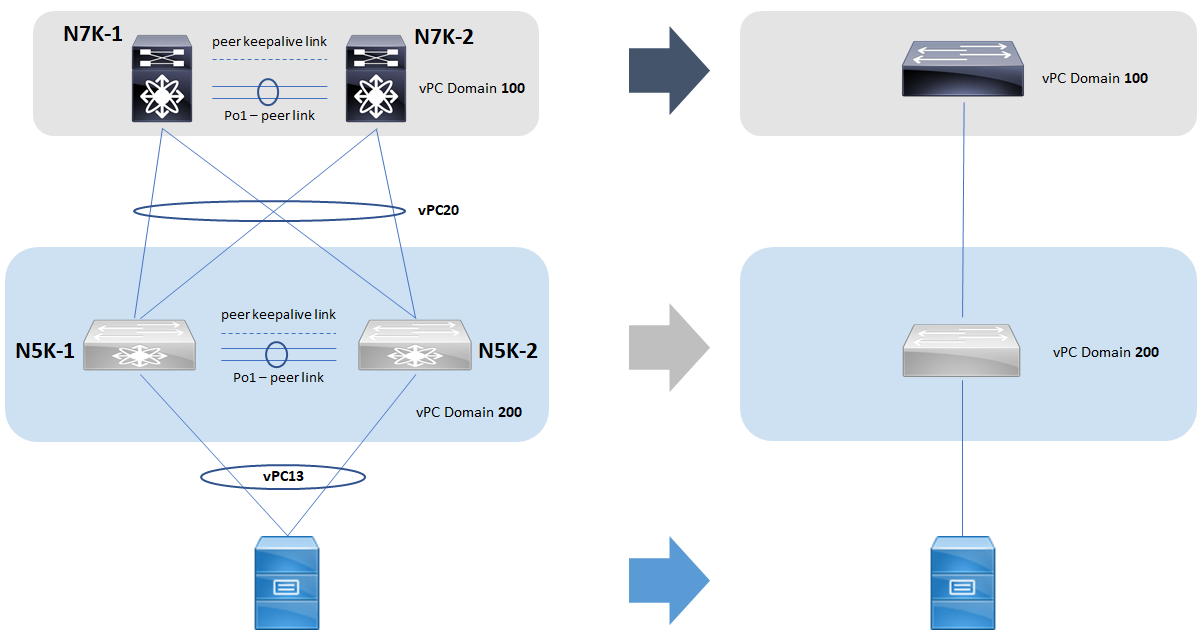 N7K-1
peer keepalive link
N7K-2
vPC Domain 100
Po1 – peer link
vPC Domain 100
vPC20
peer keepalive link
N5K-1
N5K-2
Po1 – peer link
vPC Domain 200
vPC Domain 200
vPC13